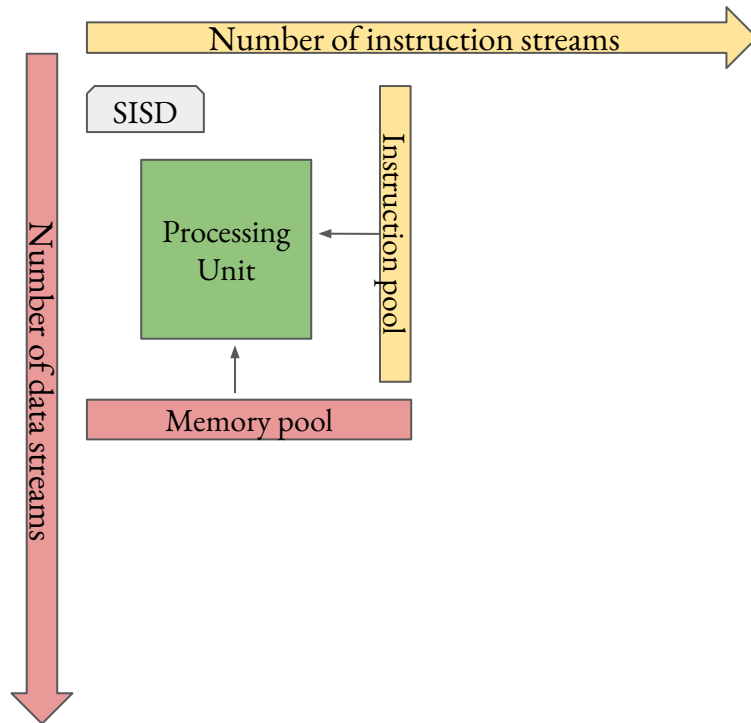 Number of instruction streams
SISD
Instruction pool
Processing
Unit
Number of data streams
Memory pool